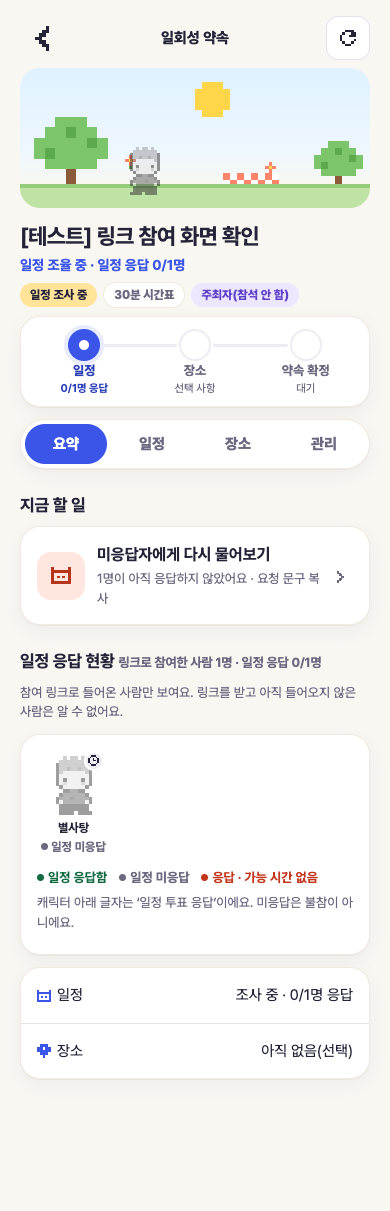 일회성 약속
[테스트] 링크 참여 화면 확인
일정 조율 중 · 일정 응답 0/1명
일정 조사 중 30분 시간표 주최자(참석 안 함)
일정 장소 약속 확정
0/1명 응답 선택 사항 대기
요약 일정 장소 관리
지금 할 일
미응답자에게 다시 물어보기
1명이 아직 응답하지 않았어요 · 요청 문구 복
사
일정 응답 현황 링크로 참여한 사람 1명 · 일정 응답 0/1명
참여 링크로 들어온 사람만 보여요. 링크를 받고 아직 들어오지 않은
사람은 알 수 없어요.
별사탕
일정 미응답
일정 응답함 일정 미응답 응답 · 가능 시간 없음
캐릭터 아래 글자는 ‘일정 투표 응답’이에요. 미응답은 불참이 아
니에요.
일정 조사 중 · 0/1명 응답
장소 아직 없음(선택)